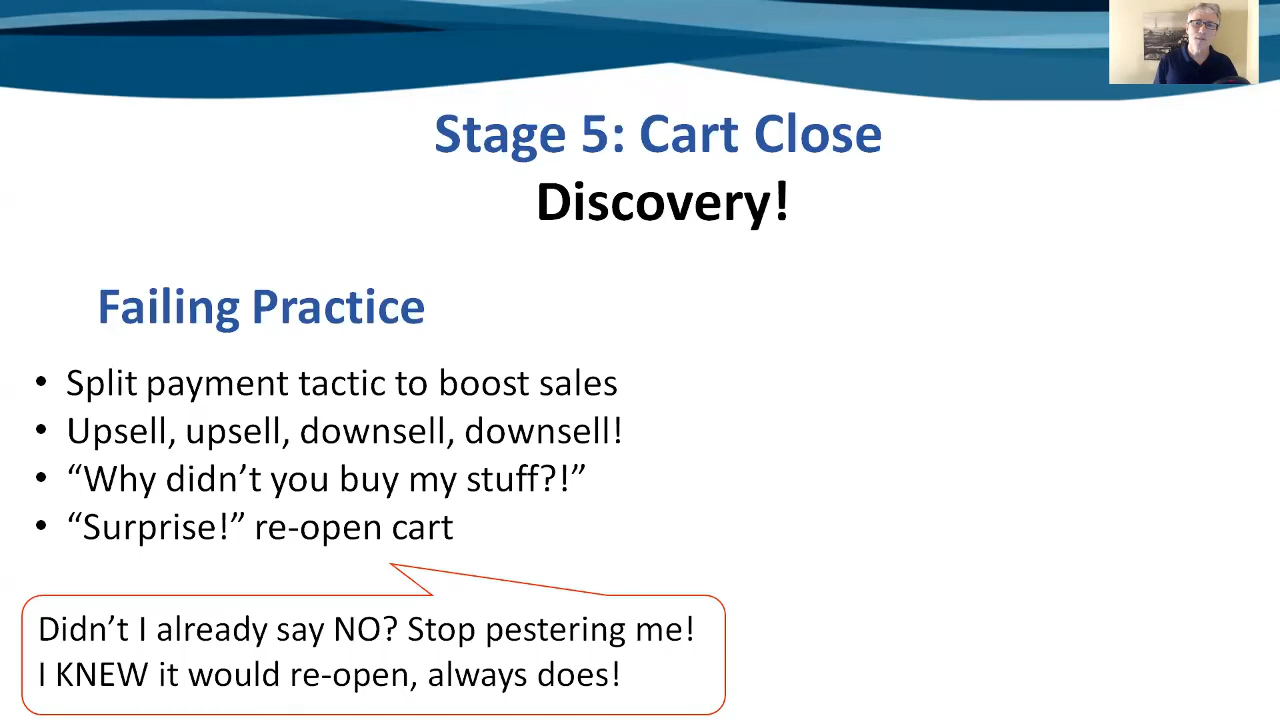 Stage 5: Cart Close
Discovery!
Failing Practice
• Split payment tactic to boost sales
• Upsell, upsell, downsell, downsell!
• “Why didn’t you buy my stuff?!”
• “Surprise!” re-open cart
Didn’t I already say NO? Stop pestering me!
I KNEW it would re-open, always does!